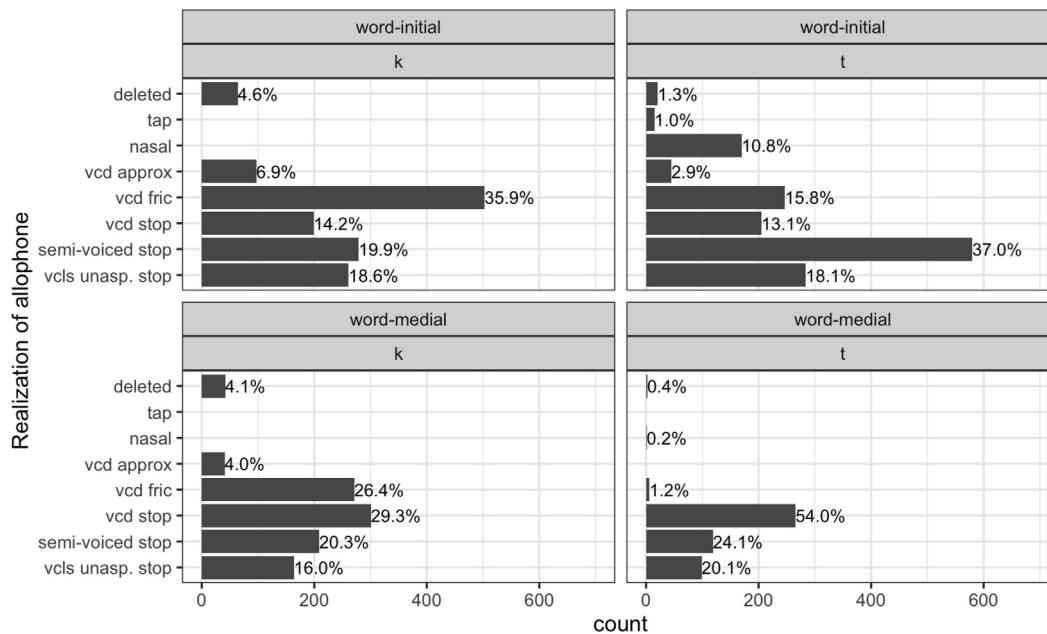 word-initial
k
word-initial
t
Realization of allophone
deleted
tap
nasal
vcd approx
vcd fric
vcd stop
semi-voiced stop
vcls unasp. stop
4.6%
6.9%
35.9%
14.2%
19.9%
18.6%
1.3%
1.0%
10.8%
2.9%
15.8%
13.1%
37.0%
18.1%
word-medial
k
word-medial
t
deleted
tap
nasal
vcd approx
vcd fric
vcd stop
semi-voiced stop
vcls unasp. stop
4.1%
4.0%
26.4%
29.3%
20.3%
16.0%
0.4%
0.2%
1.2%
54.0%
24.1%
20.1%
0 200 400 600
0 200 400 600
count